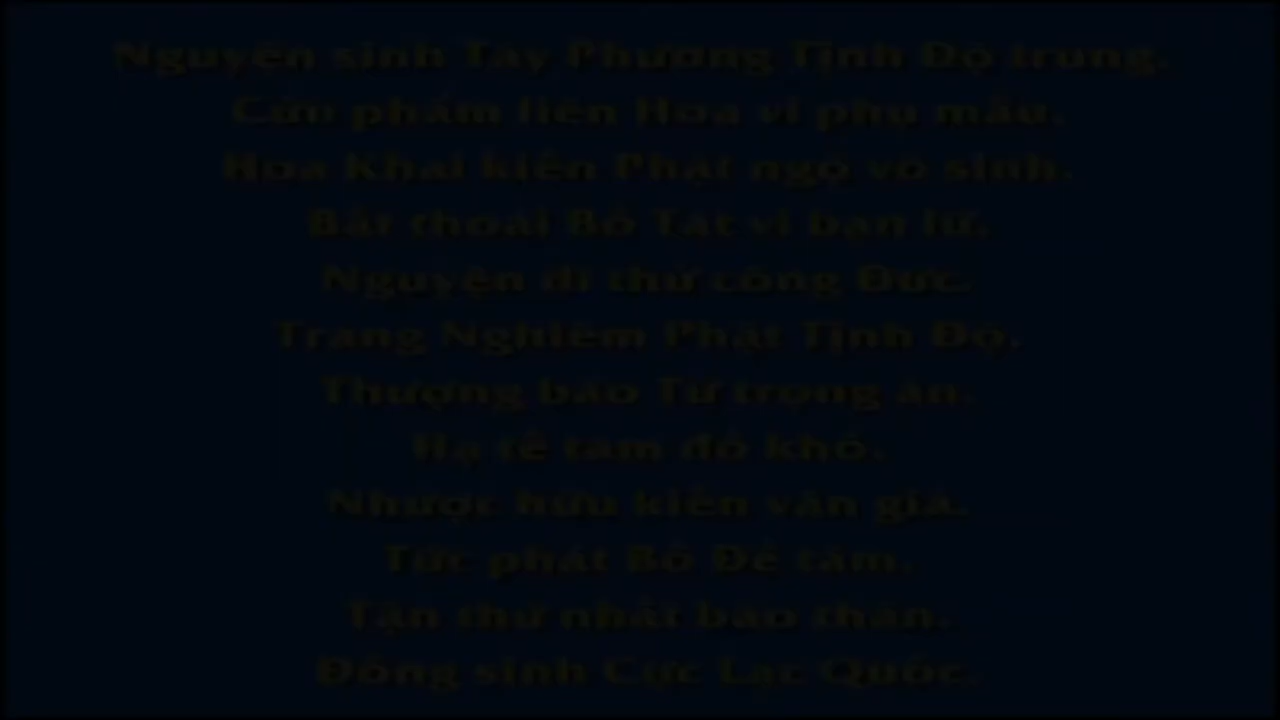 Nguyện sinh Tây Phương Tịnh Độ trung.
Cửu phẩm liên Hoa vi phụ mẫu.
Hoa Khai kiến Phật ngộ vô sinh.
Bất thoái Bồ Tát vi bạn lữ.
Nguyện dĩ thử công Đức.
Trang Nghiêm Phật Tịnh Độ.
Thượng báo Tứ trọng ân.
Hạ tế tam đồ khổ.
Nhược hữu kiến văn giả.
Tức phát Bồ Đề tâm.
Tận thử nhất báo thân.
Đồng sinh Cực Lạc Quốc.